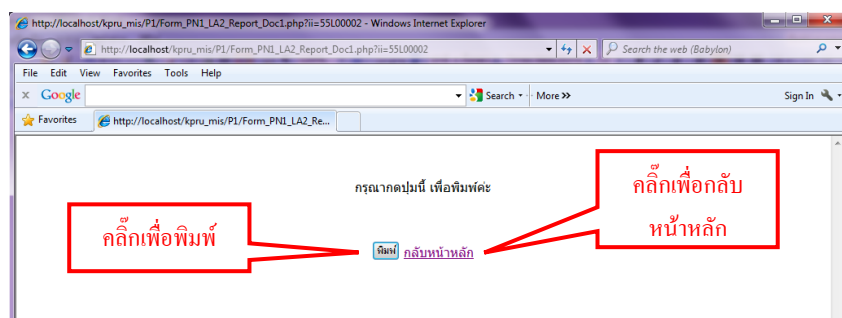 http://localhost/kpru_mis/P1/Form_PN1_LA2_Report_Doc1.php?ii=55L00002 - Windows Internet Explorer
http://localhost/kpru_mis/P1/Form_PN1_LA2_Report_Doc1.php?ii=55L00002 Search the web (Babylon)
File Edit View Favorites Tools Help
x Google Search More >> Sign In
Favorites http://localhost/kpru_mis/P1/Form_PN1_LA2_Re...
กรุณากดปุ่มนี้ เพื่อพิมพ์ค่ะ
คลิ๊กเพื่อกลับ
หน้าหลัก
คลิ๊กเพื่อพิมพ์
พิมพ์ กลับหน้าหลัก